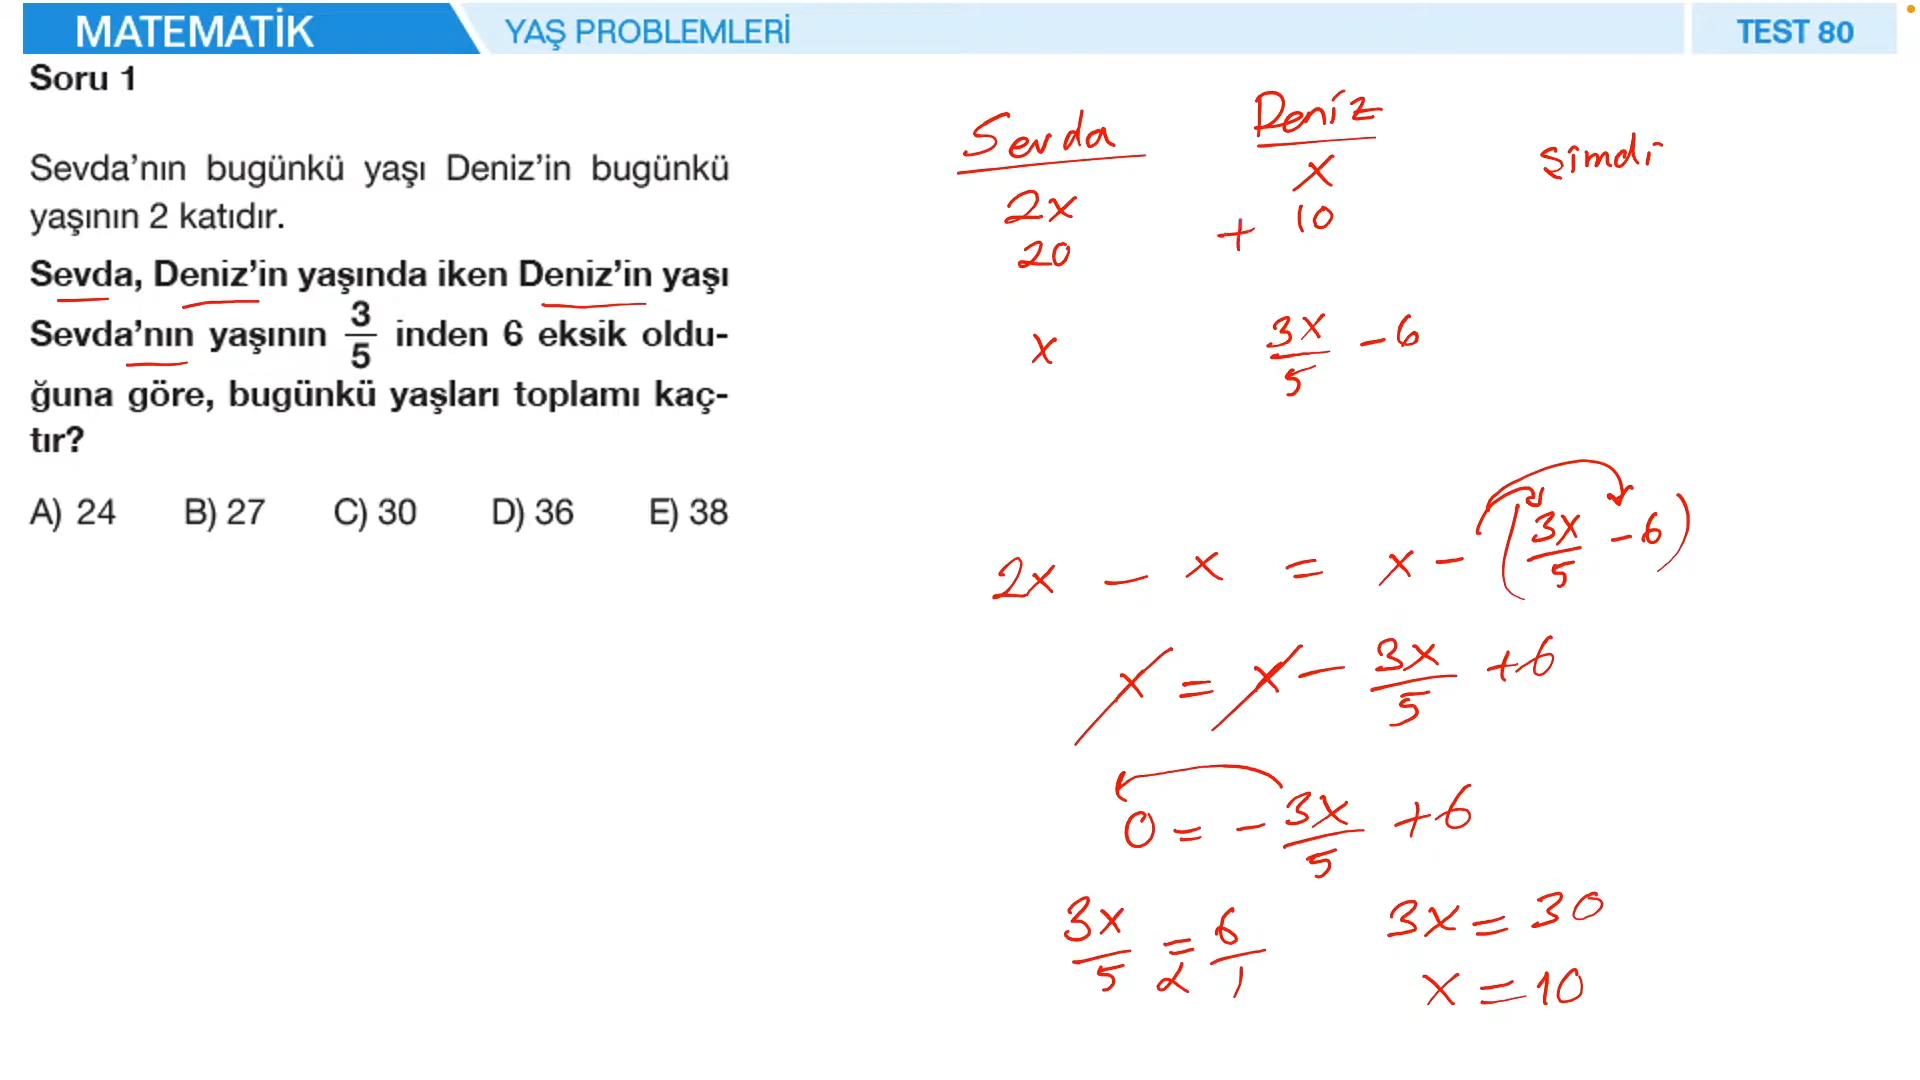 MATEMATİK YAŞ PROBLEMLERİ TEST 80
Soru 1
Sevda’nın bugünkü yaşı Deniz’in bugünkü
yaşının 2 katıdır.
Sevda, Deniz’in yaşında iken Deniz’in yaşı
Sevda’nın yaşının 3/5 inden 6 eksik oldu-
ğuna göre, bugünkü yaşları toplamı kaç-
tır?
A) 24 B) 27 C) 30 D) 36 E) 38
Sevda Deniz şimdi
2x x
20 + 10
x 3x/5 - 6
2x - x = x - (3x/5 - 6)
x = x - 3x/5 + 6
0 = - 3x/5 + 6
3x/5 = 6/1 3x = 30
x = 10